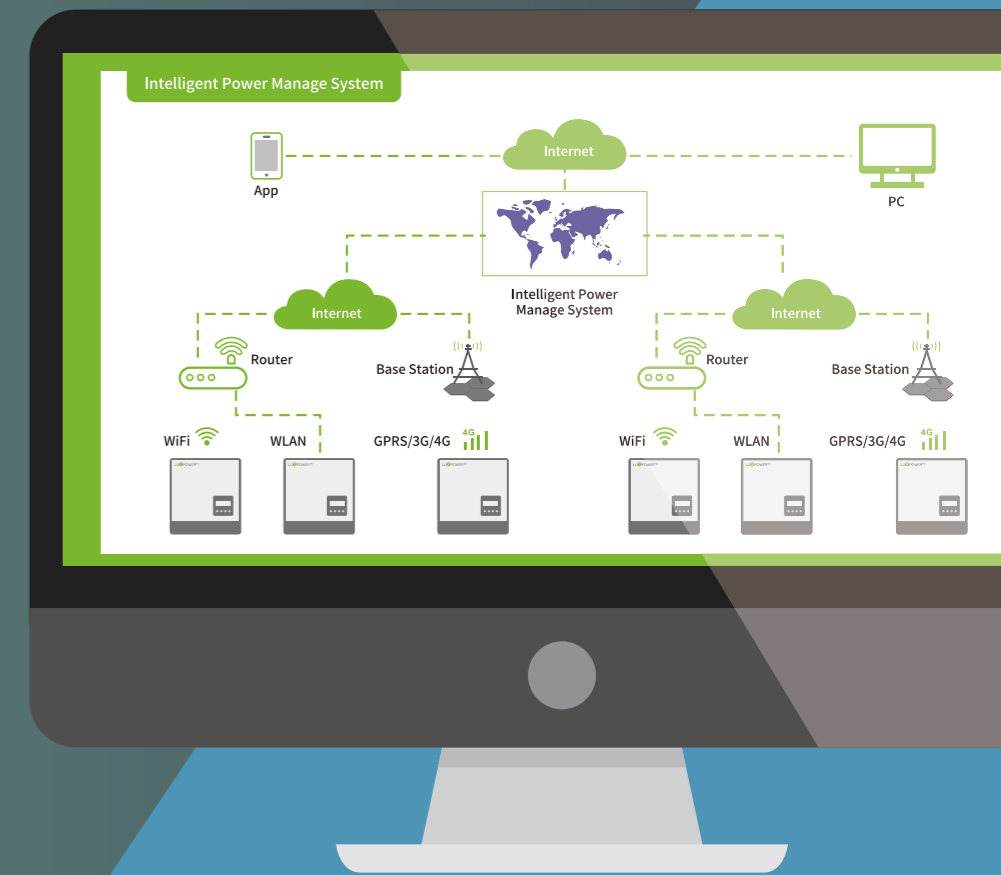 Intelligent Power Manage System
Internet
App
PC
Intelligent Power
Manage System
Internet
Internet
Router
Base Station
Router
Base Station
WiFi
WLAN
GPRS/3G/4G
4G
WiFi
WLAN
GPRS/3G/4G
4G